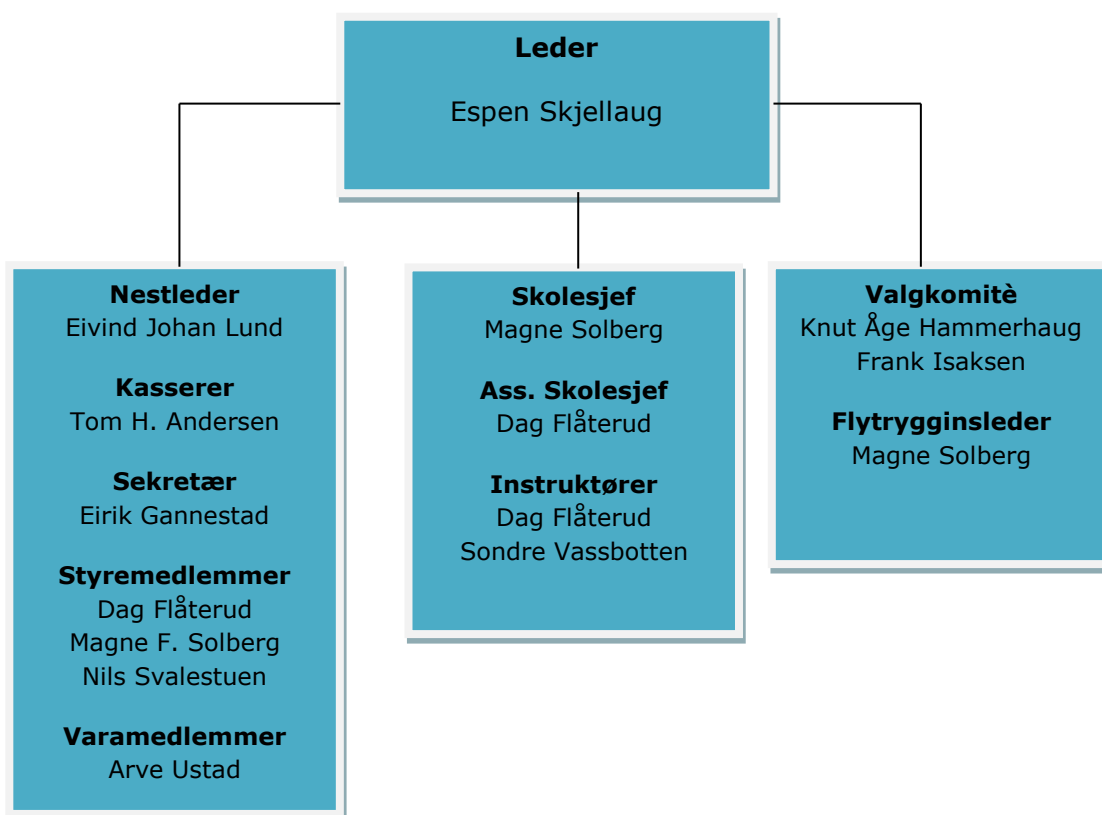 Leder
Espen Skjellaug
Nestleder
Eivind Johan Lund
Kasserer
Tom H. Andersen
Sekretær
Eirik Gannestad
Styremedlemmer
Dag Flåterud
Magne F. Solberg
Nils Svalestuen
Varamedlemmer
Arve Ustad
Skolesjef
Magne Solberg
Ass. Skolesjef
Dag Flåterud
Instruktører
Dag Flåterud
Sondre Vassbotten
Valgkomitè
Knut Åge Hammerhaug
Frank Isaksen
Flytrygginsleder
Magne Solberg